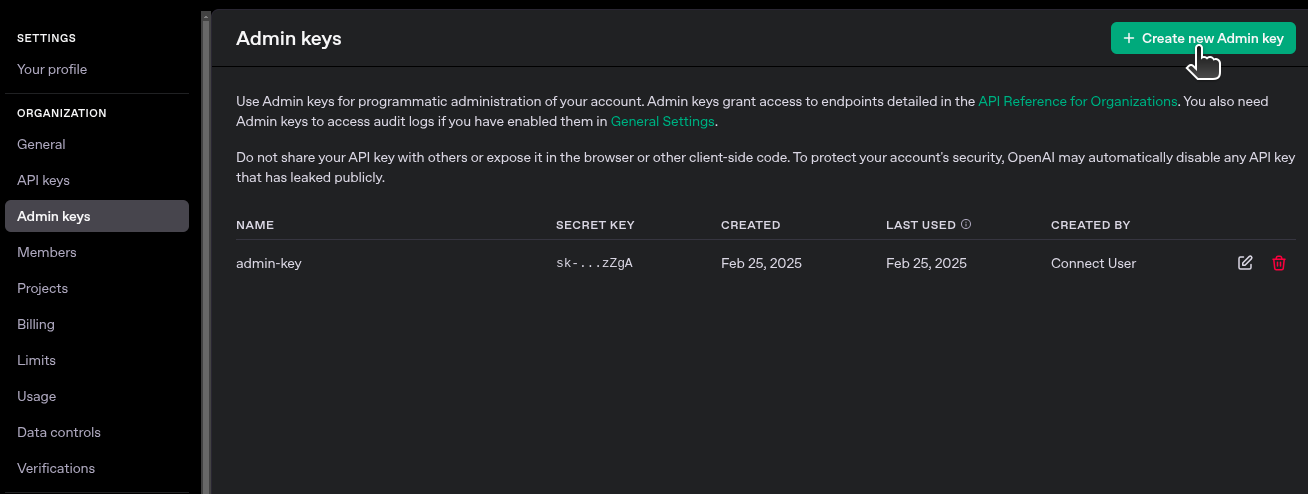 SETTINGS
Your profile
ORGANIZATION
General
API keys
Admin keys
Members
Projects
Billing
Limits
Usage
Data controls
Verifications
Admin keys
+ Create new Admin key
Use Admin keys for programmatic administration of your account. Admin keys grant access to endpoints detailed in the API Reference for Organizations. You also need
Admin keys to access audit logs if you have enabled them in General Settings.
Do not share your API key with others or expose it in the browser or other client-side code. To protect your account's security, OpenAI may automatically disable any API key
that has leaked publicly.
NAME SECRET KEY CREATED LAST USED CREATED BY
admin-key sk-...zZgA Feb 25, 2025 Feb 25, 2025 Connect User